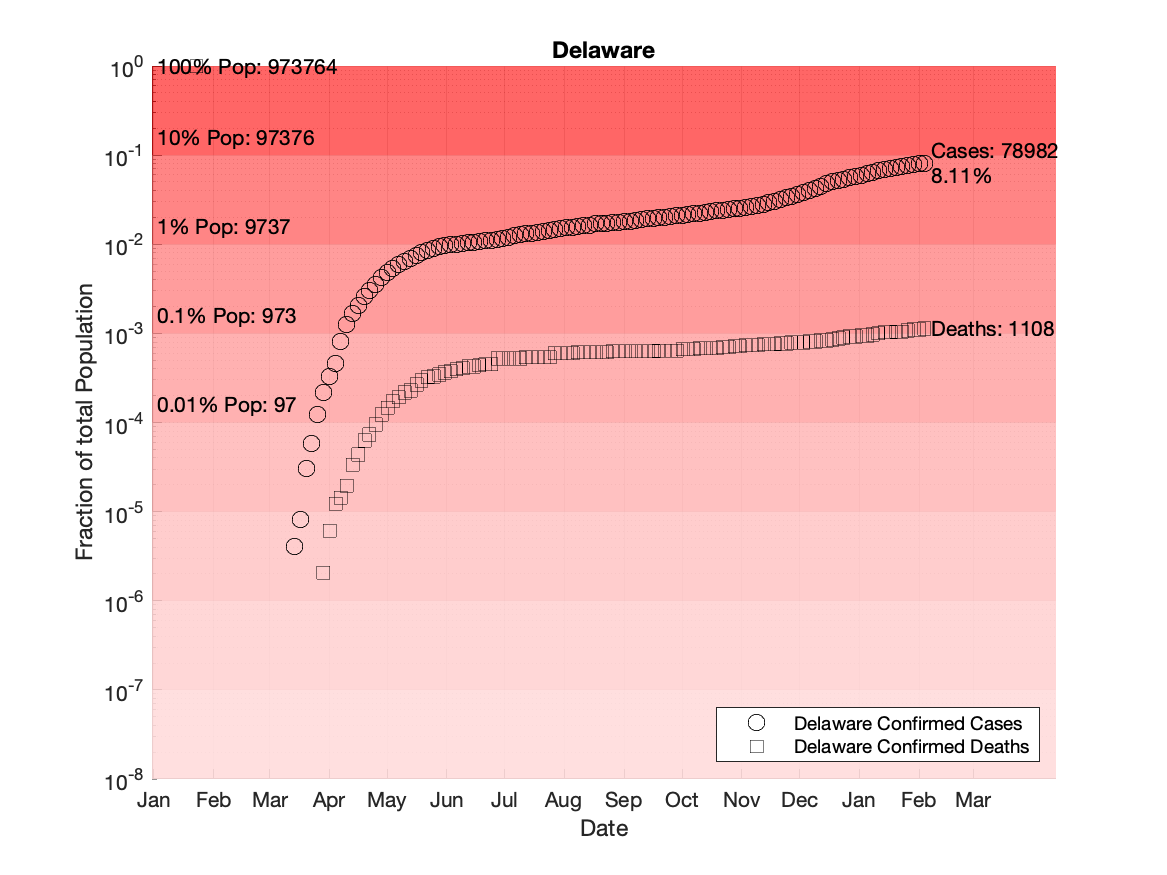 Delaware
10^0
100% Pop: 973764
10% Pop: 97376
10^-1
Cases: 78982
8.11%
1% Pop: 9737
10^-2
0.1% Pop: 973
10^-3
Deaths: 1108
0.01% Pop: 97
10^-4
10^-5
10^-6
10^-7
10^-8
Fraction of total Population
Delaware Confirmed Cases
Delaware Confirmed Deaths
Jan Feb Mar Apr May Jun Jul Aug Sep Oct Nov Dec Jan Feb Mar
Date